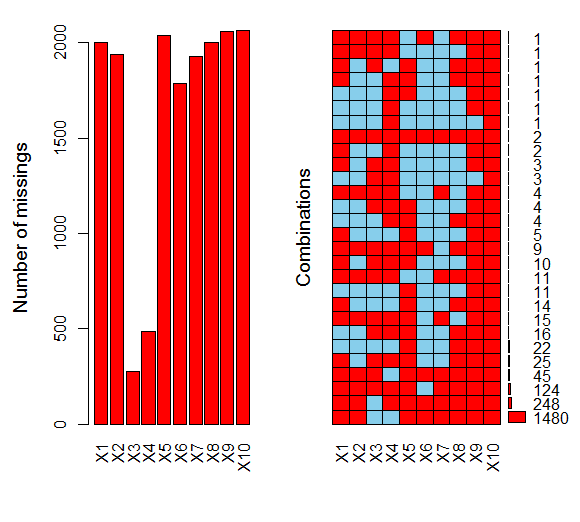 Number of missings
2000
1500
1000
500
0
X1
X2
X3
X4
X5
X6
X7
X8
X9
X10
Combinations
X1
X2
X3
X4
X5
X6
X7
X8
X9
X10
1
1
1
1
1
1
1
2
2
3
3
4
4
4
5
9
10
11
11
14
15
16
22
25
45
124
248
1480